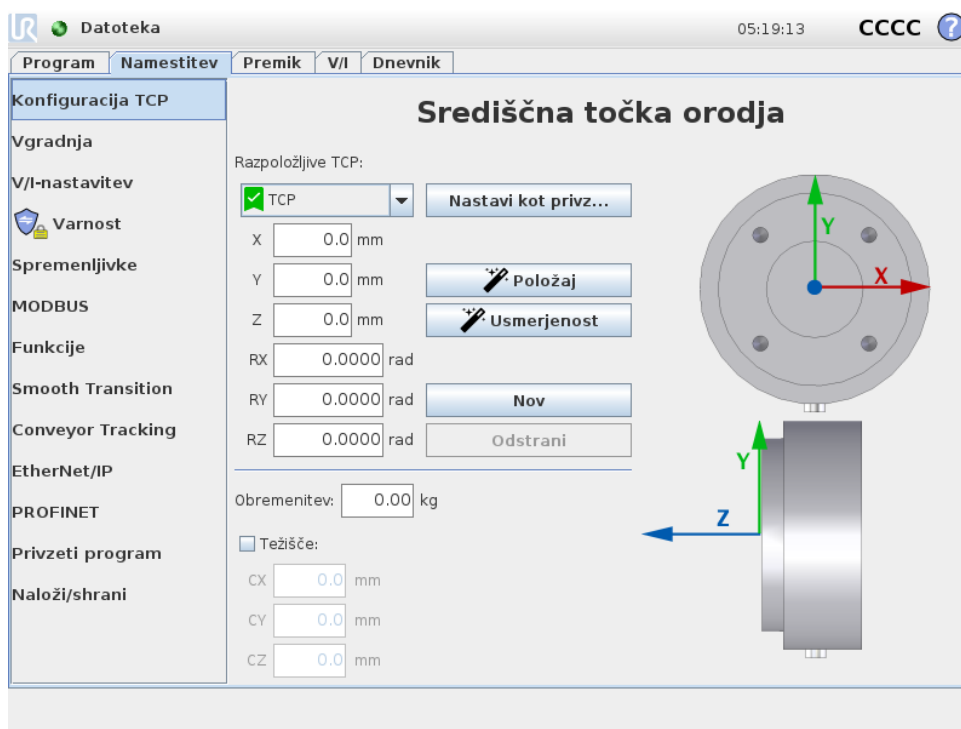 UR Datoteka 05:19:13 CCCC ?
Program Namestitev Premik V/I Dnevnik
Konfiguracija TCP
Vgradnja
V/I-nastavitev
Varnost
Spremenljivke
MODBUS
Funkcije
Smooth Transition
Conveyor Tracking
EtherNet/IP
PROFINET
Privzeti program
Naloži/shrani
Središčna točka orodja
Razpoložljive TCP:
TCP Nastavi kot privz...
X 0.0 mm
Y 0.0 mm Položaj
Z 0.0 mm Usmerjenost
RX 0.0000 rad
RY 0.0000 rad Nov
RZ 0.0000 rad Odstrani
Obremenitev: 0.00 kg
Težišče:
CX 0.0 mm
CY 0.0 mm
CZ 0.0 mm
Y
X
Y
Z